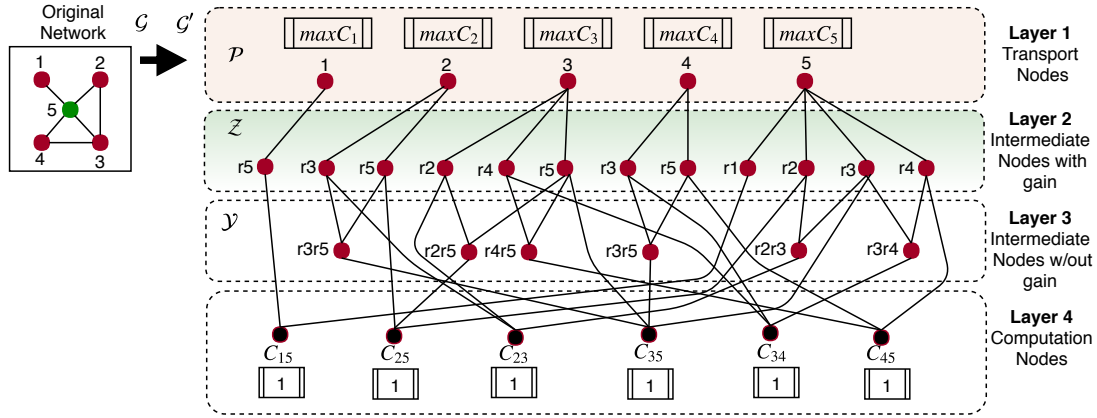 Original
Network
𝒢
𝒢′
1
2
5
4
3
𝒫
maxC₁
maxC₂
maxC₃
maxC₄
maxC₅
1
2
3
4
5
Layer 1
Transport
Nodes
𝒵
r5
r3
r5
r2
r4
r5
r3
r5
r1
r2
r3
r4
Layer 2
Intermediate
Nodes with
gain
𝒴
r3r5
r2r5
r4r5
r3r5
r2r3
r3r4
Layer 3
Intermediate
Nodes w/out
gain
C₁₅
C₂₅
C₂₃
C₃₅
C₃₄
C₄₅
1
1
1
1
1
1
Layer 4
Computation
Nodes